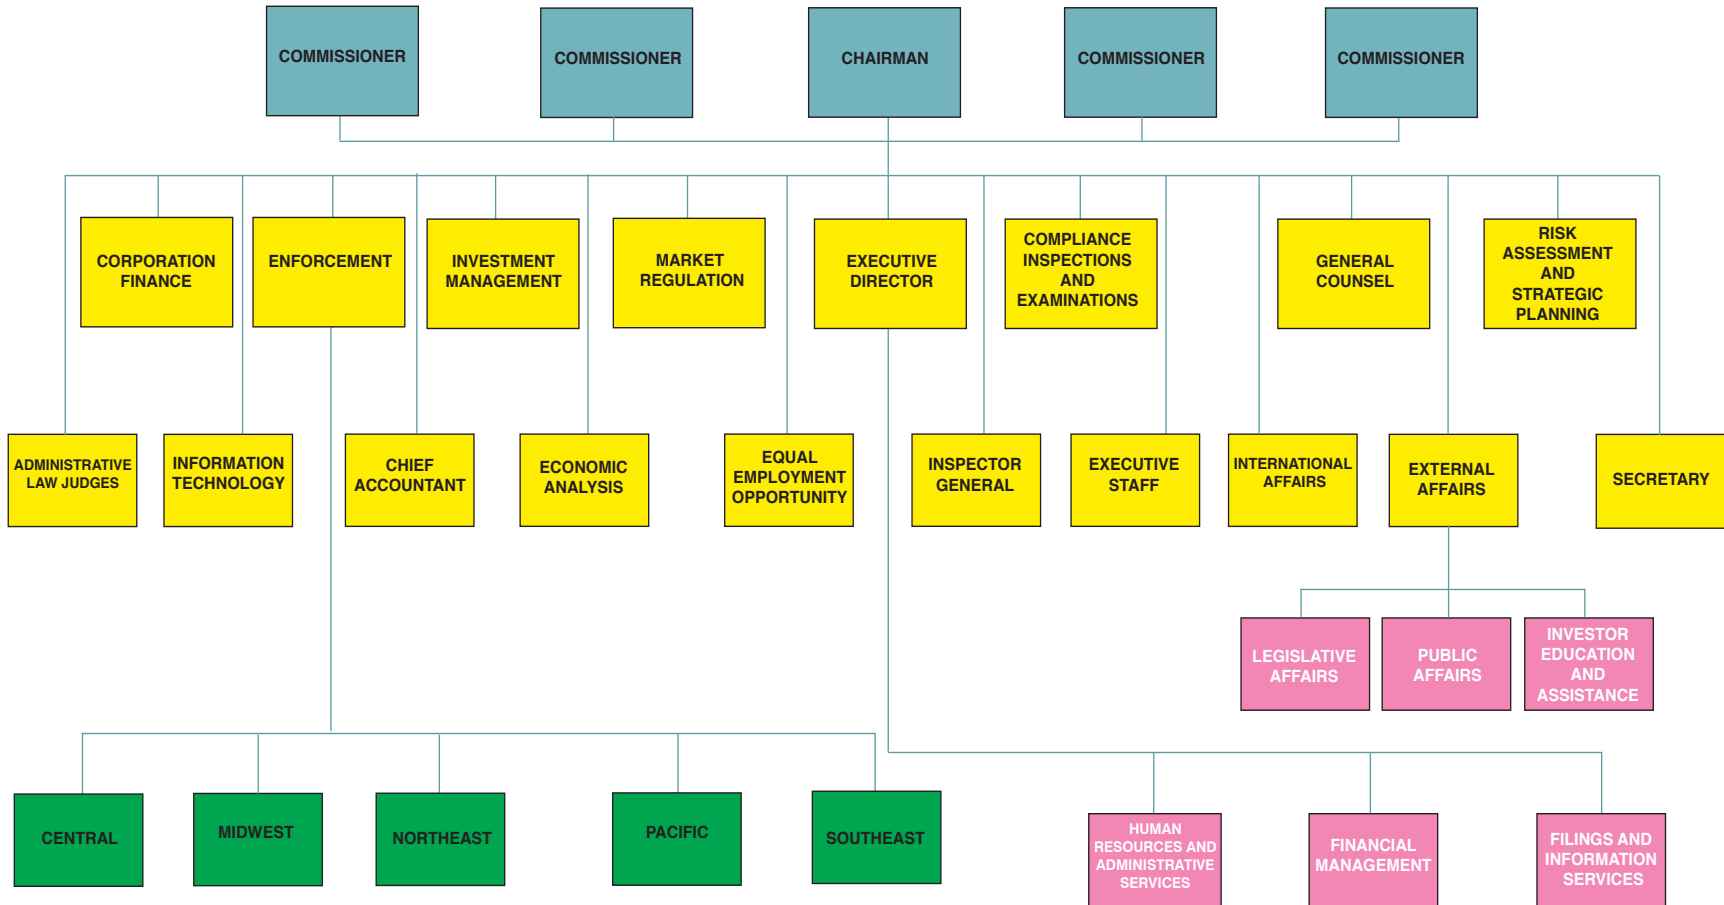 COMMISSIONER
COMMISSIONER
CHAIRMAN
COMMISSIONER
COMMISSIONER
CORPORATION
FINANCE
ENFORCEMENT
INVESTMENT
MANAGEMENT
MARKET
REGULATION
EXECUTIVE
DIRECTOR
COMPLIANCE
INSPECTIONS
AND
EXAMINATIONS
GENERAL
COUNSEL
RISK
ASSESSMENT
AND
STRATEGIC
PLANNING
ADMINISTRATIVE
LAW JUDGES
INFORMATION
TECHNOLOGY
CHIEF
ACCOUNTANT
ECONOMIC
ANALYSIS
EQUAL
EMPLOYMENT
OPPORTUNITY
INSPECTOR
GENERAL
EXECUTIVE
STAFF
INTERNATIONAL
AFFAIRS
EXTERNAL
AFFAIRS
SECRETARY
LEGISLATIVE
AFFAIRS
PUBLIC
AFFAIRS
INVESTOR
EDUCATION
AND
ASSISTANCE
CENTRAL
MIDWEST
NORTHEAST
PACIFIC
SOUTHEAST
HUMAN
RESOURCES AND
ADMINISTRATIVE
SERVICES
FINANCIAL
MANAGEMENT
FILINGS AND
INFORMATION
SERVICES